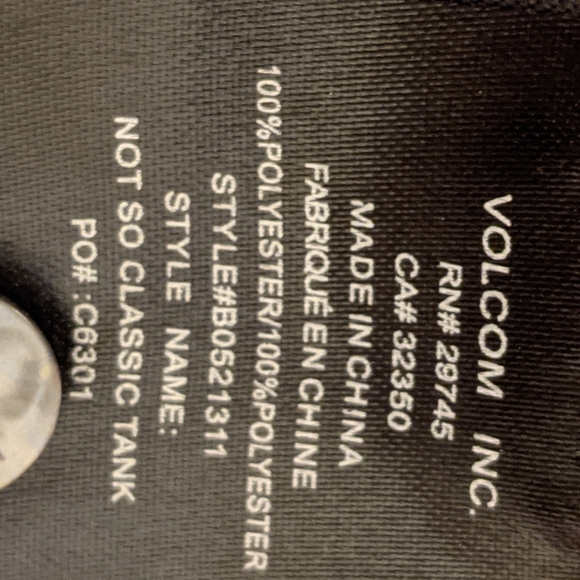 VOLCOM INC.
RN# 29745
CA# 32350
MADE IN CHINA
FABRIQUÉ EN CHINE
100%POLYESTER/100%POLYESTER
STYLE#B0521311
STYLE NAME:
NOT SO CLASSIC TANK
PO# :C6301